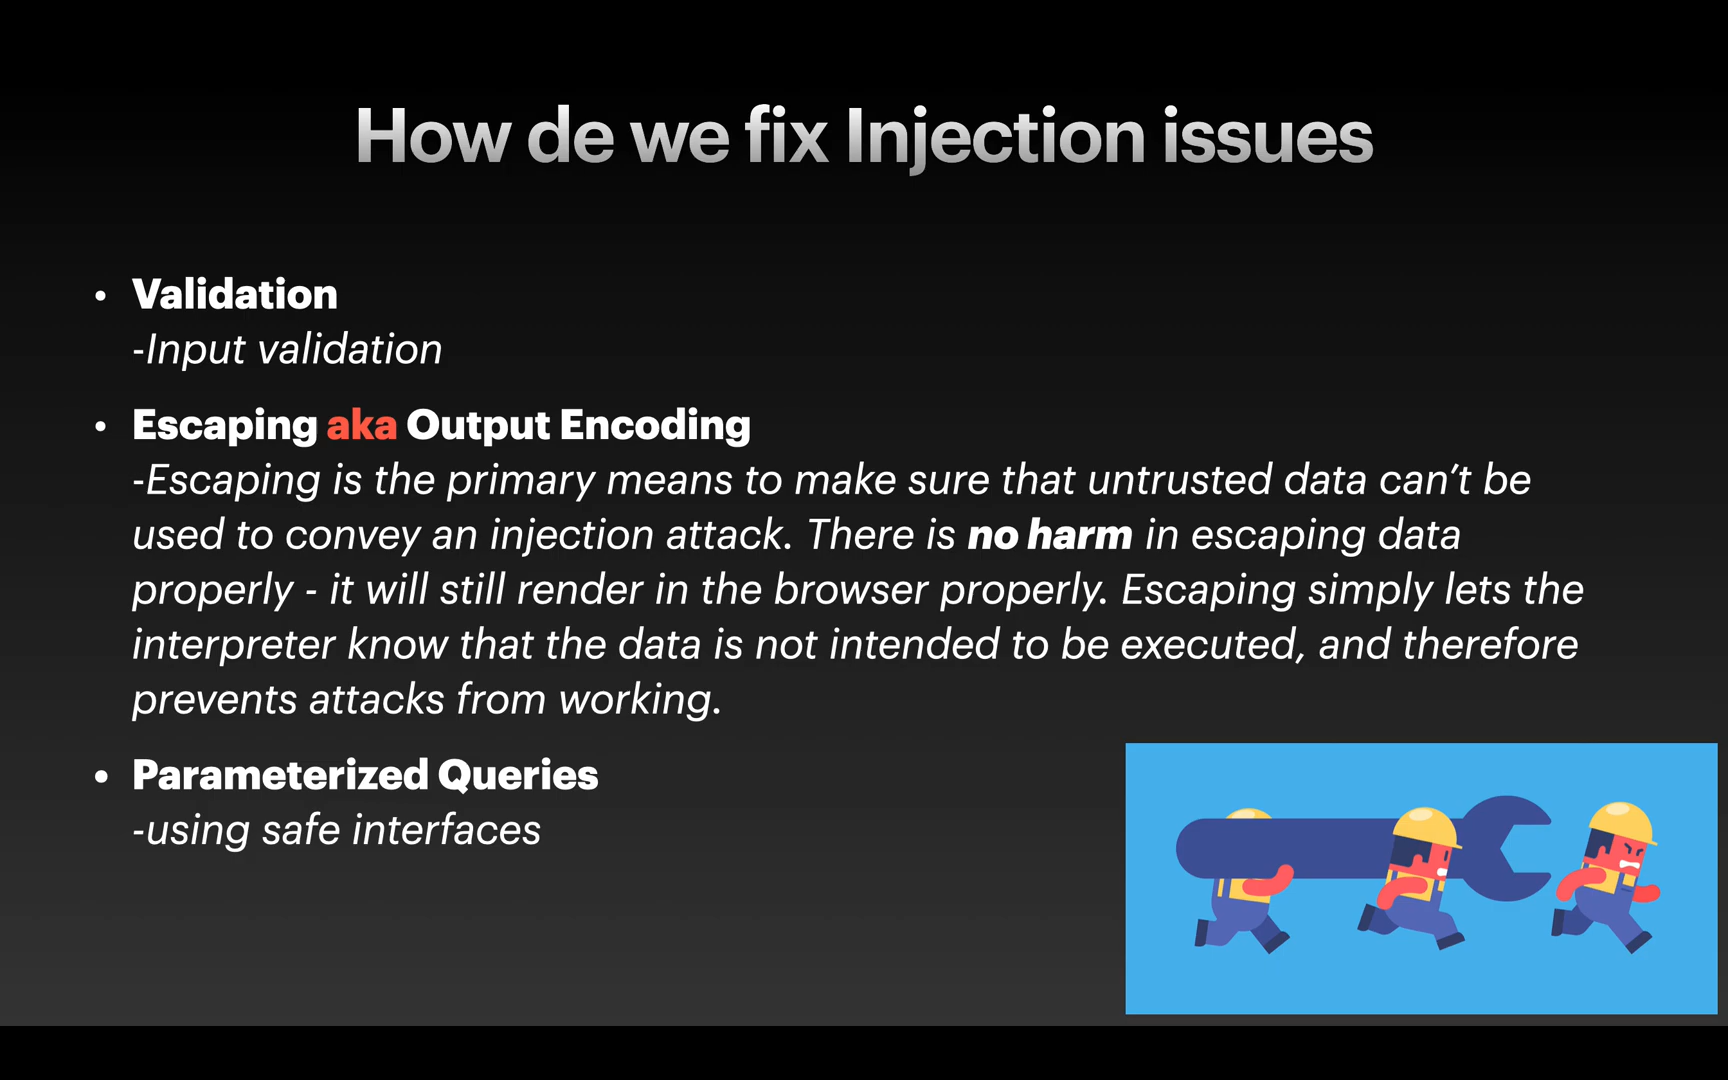 How de we fix Injection issues
• Validation
-Input validation
• Escaping aka Output Encoding
-Escaping is the primary means to make sure that untrusted data can’t be
used to convey an injection attack. There is no harm in escaping data
properly - it will still render in the browser properly. Escaping simply lets the
interpreter know that the data is not intended to be executed, and therefore
prevents attacks from working.
• Parameterized Queries
-using safe interfaces